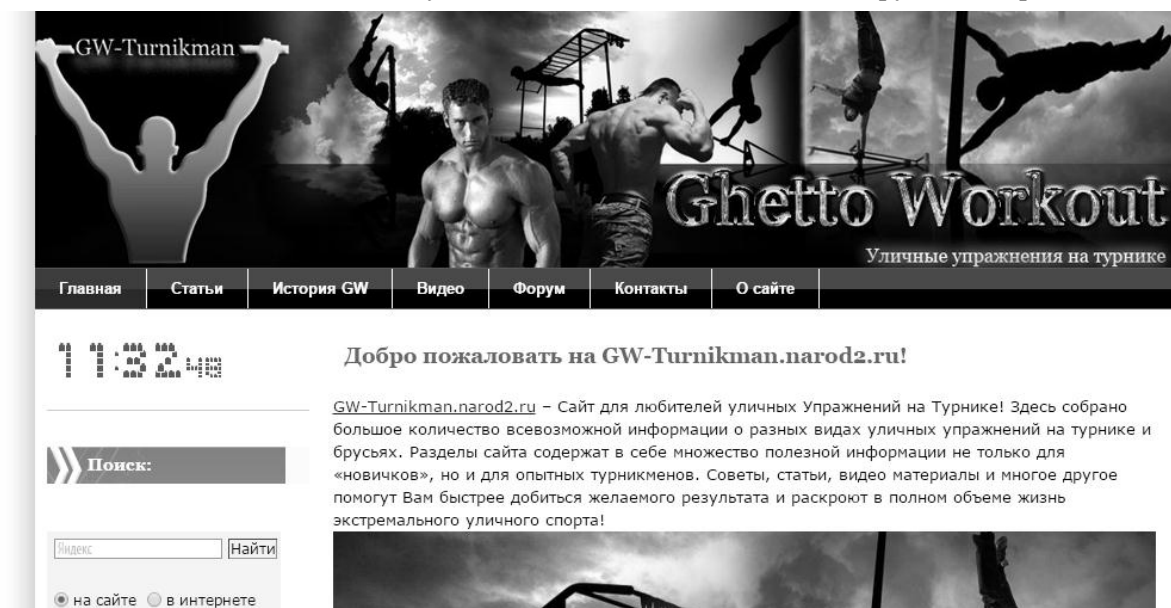 GW-Turnikman
Ghetto Workout
Уличные упражнения на турнике
Главная Статьи История GW Видео Форум Контакты О сайте
11:32 48
Добро пожаловать на GW-Turnikman.narod2.ru!
GW-Turnikman.narod2.ru – Сайт для любителей уличных Упражнений на Турнике! Здесь собрано
большое количество всевозможной информации о разных видах уличных упражнений на турнике и
брусьях. Разделы сайта содержат в себе множество полезной информации не только для
«новичков», но и для опытных турникменов. Советы, статьи, видео материалы и многое другое
помогут Вам быстрее добиться желаемого результата и раскроют в полном объеме жизнь
экстремального уличного спорта!
Поиск:
Яндекс Найти
на сайте в интернете